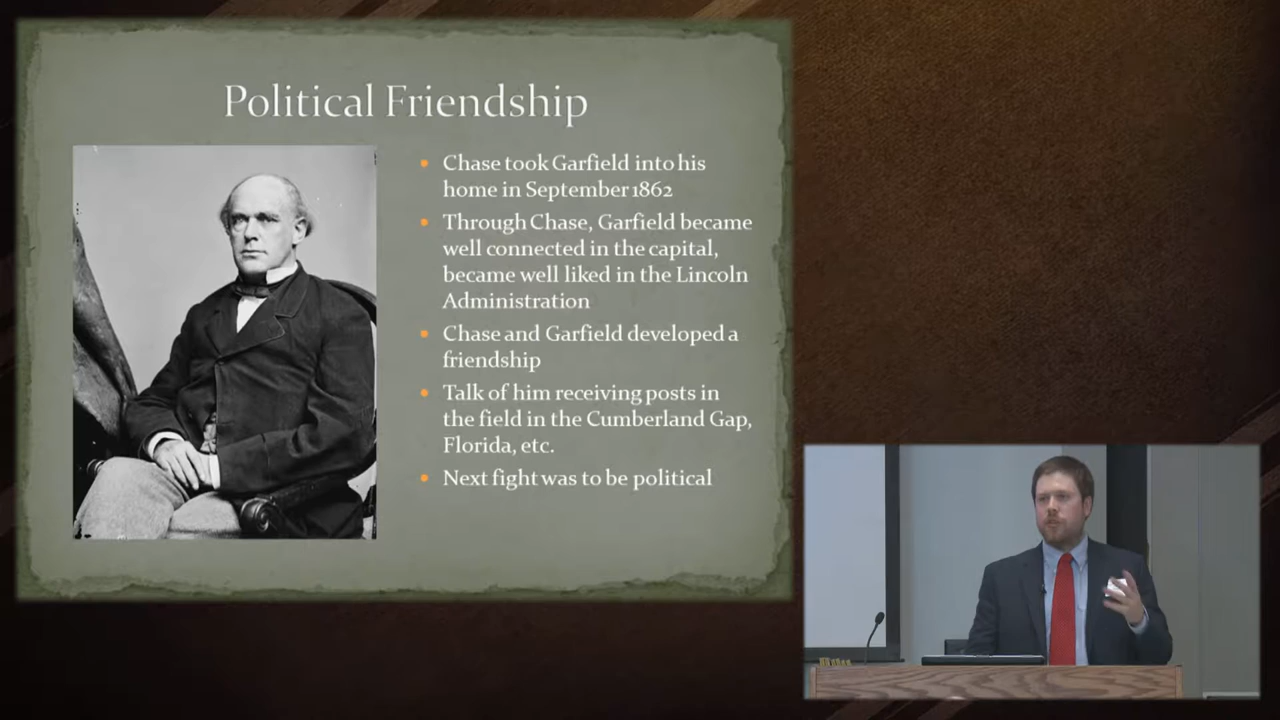 Political Friendship
Chase took Garfield into his
home in September 1862
Through Chase, Garfield became
well connected in the capital,
became well liked in the Lincoln
Administration
Chase and Garfield developed a
friendship
Talk of him receiving posts in
the field in the Cumberland Gap,
Florida, etc.
Next fight was to be political